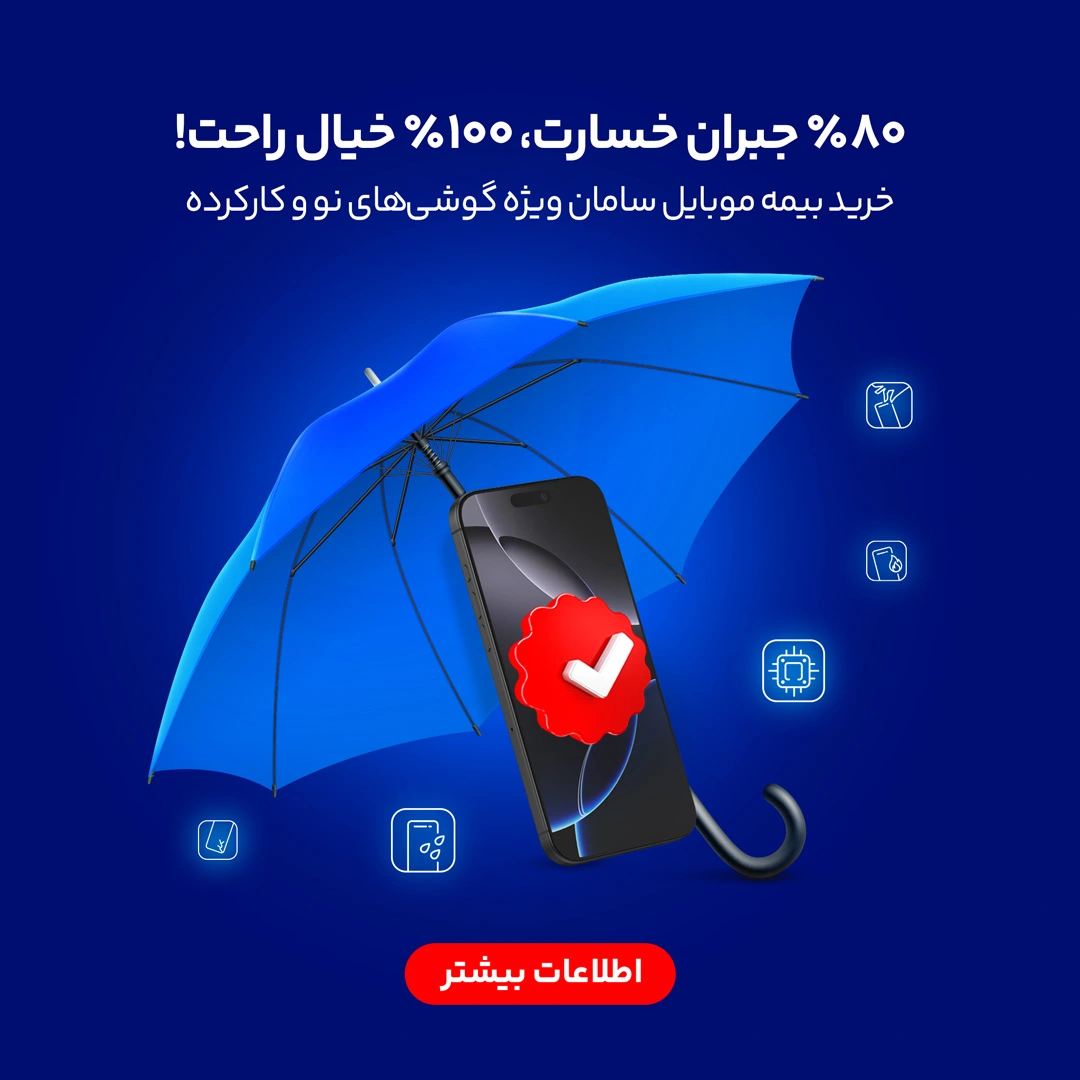 ۸۰% جبران خسارت، ۱۰۰% خیال راحت!
خرید بیمه موبایل سامان ویژه گوشی‌های نو و کارکرده
اطلاعات بیشتر